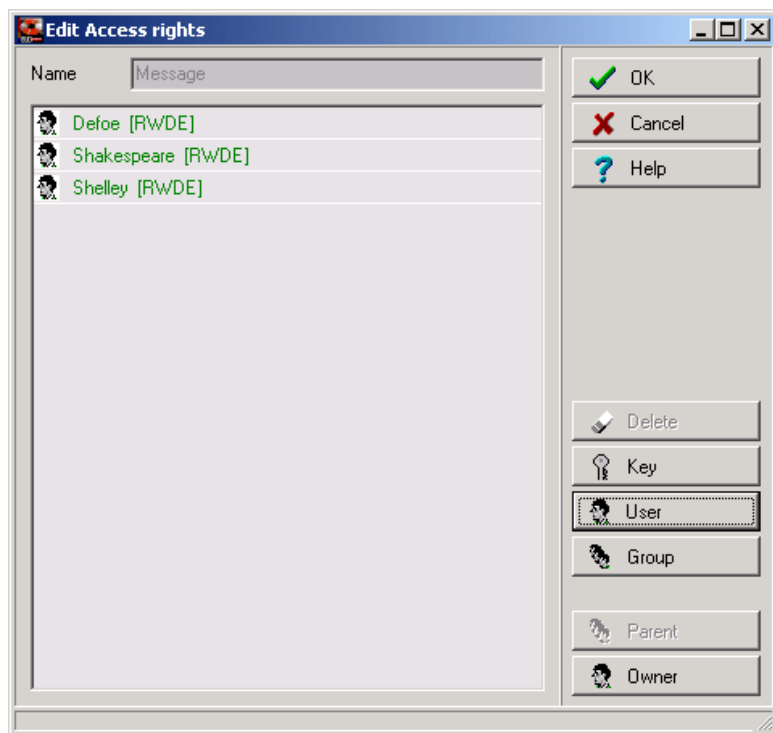 Edit Access rights
Name Message
Defoe [RWDE]
Shakespeare [RWDE]
Shelley [RWDE]
OK
Cancel
Help
Delete
Key
User
Group
Parent
Owner